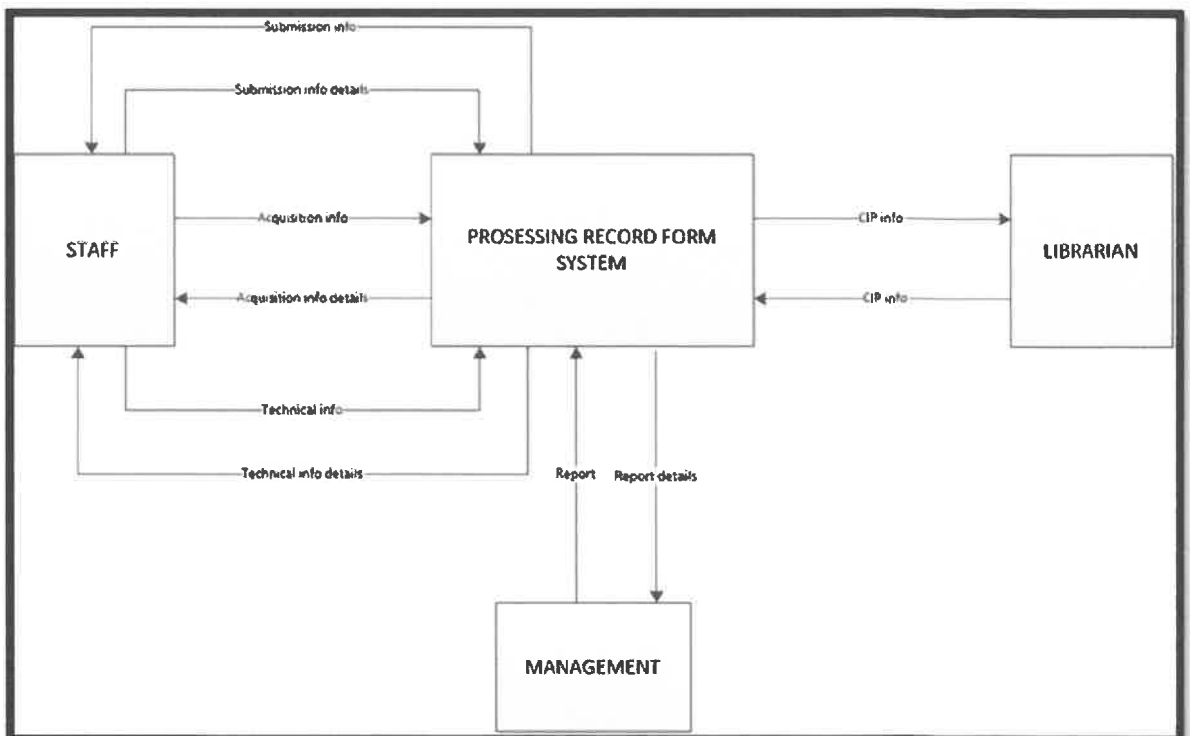 Submission info
Submission info details
Acquisition info
CIP info
STAFF
PROSESSING RECORD FORM
SYSTEM
LIBRARIAN
Acquisition info details
CIP info
Technical info
Technical info details
Report
Report details
MANAGEMENT